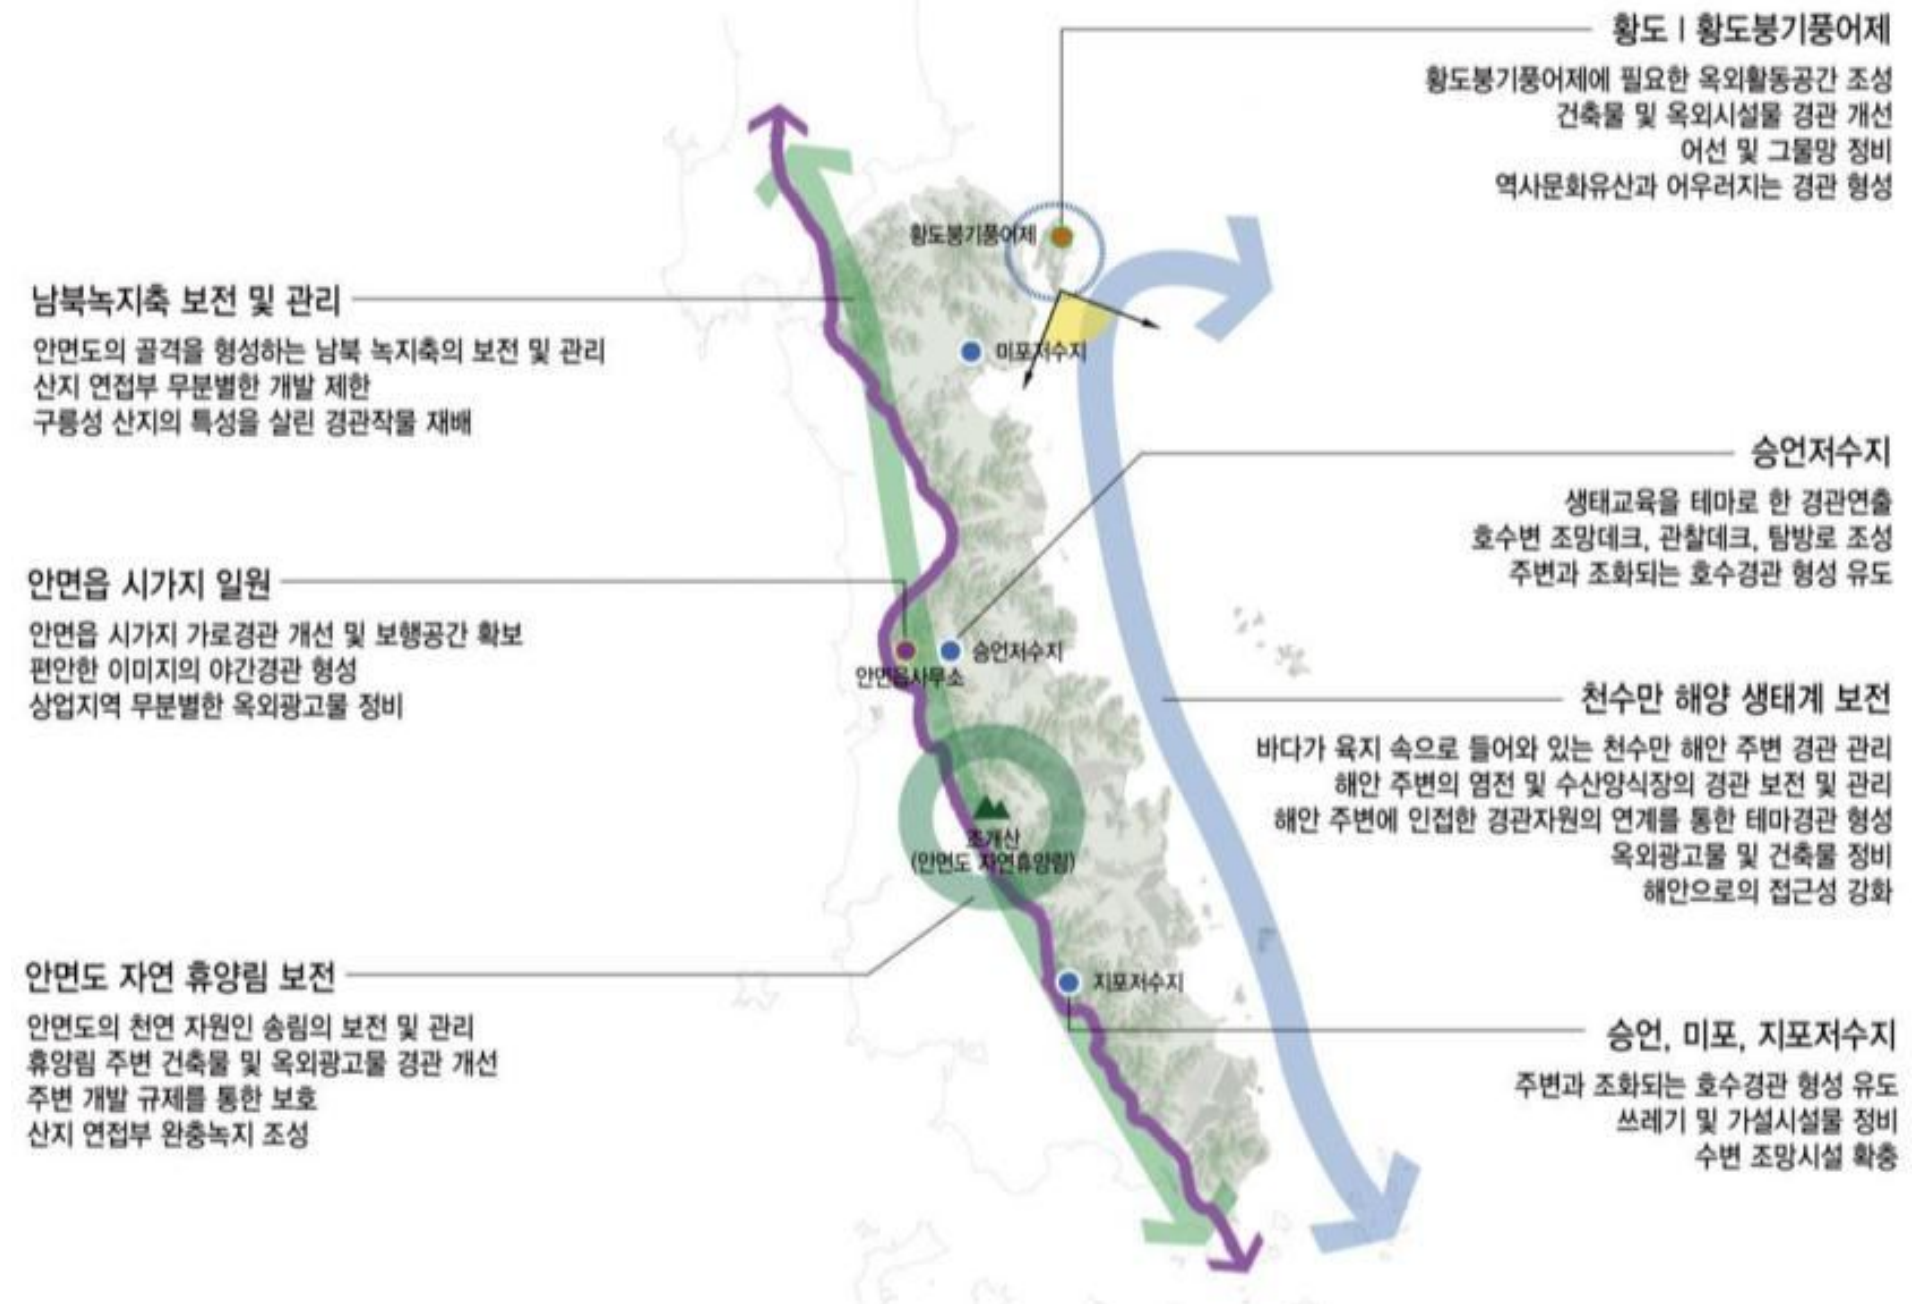 황도 | 황도붕기풍어제
황도붕기풍어제에 필요한 옥외활동공간 조성
건축물 및 옥외시설물 경관 개선
어선 및 그물망 정비
역사문화유산과 어우러지는 경관 형성
황도붕기풍어제
남북녹지축 보전 및 관리
안면도의 골격을 형성하는 남북 녹지축의 보전 및 관리
산지 연접부 무분별한 개발 제한
구릉성 산지의 특성을 살린 경관작물 재배
미포저수지
승언저수지
생태교육을 테마로 한 경관연출
호수변 조망데크, 관찰데크, 탐방로 조성
주변과 조화되는 호수경관 형성 유도
안면읍 시가지 일원
안면읍 시가지 가로경관 개선 및 보행공간 확보
편안한 이미지의 야간경관 형성
상업지역 무분별한 옥외광고물 정비
승언저수지
안면읍사무소
천수만 해양 생태계 보전
바다가 육지 속으로 들어와 있는 천수만 해안 주변 경관 관리
해안 주변의 염전 및 수산양식장의 경관 보전 및 관리
해안 주변에 인접한 경관자원의 연계를 통한 테마경관 형성
옥외광고물 및 건축물 정비
해안으로의 접근성 강화
조개산
(안면도 자연휴양림)
안면도 자연 휴양림 보전
안면도의 천연 자원인 송림의 보전 및 관리
휴양림 주변 건축물 및 옥외광고물 경관 개선
주변 개발 규제를 통한 보호
산지 연접부 완충녹지 조성
지포저수지
승언, 미포, 지포저수지
주변과 조화되는 호수경관 형성 유도
쓰레기 및 가설시설물 정비
수변 조망시설 확충